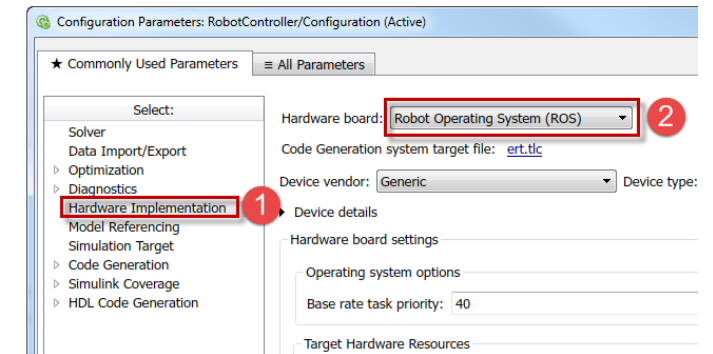 Configuration Parameters: RobotController/Configuration (Active)
★ Commonly Used Parameters
≡ All Parameters
Select:
Solver
Data Import/Export
Optimization
Diagnostics
Hardware Implementation
1
Model Referencing
Simulation Target
Code Generation
Simulink Coverage
HDL Code Generation
Hardware board: Robot Operating System (ROS)
2
Code Generation system target file: ert.tlc
Device vendor: Generic
Device type:
Device details
Hardware board settings
Operating system options
Base rate task priority: 40
Target Hardware Resources